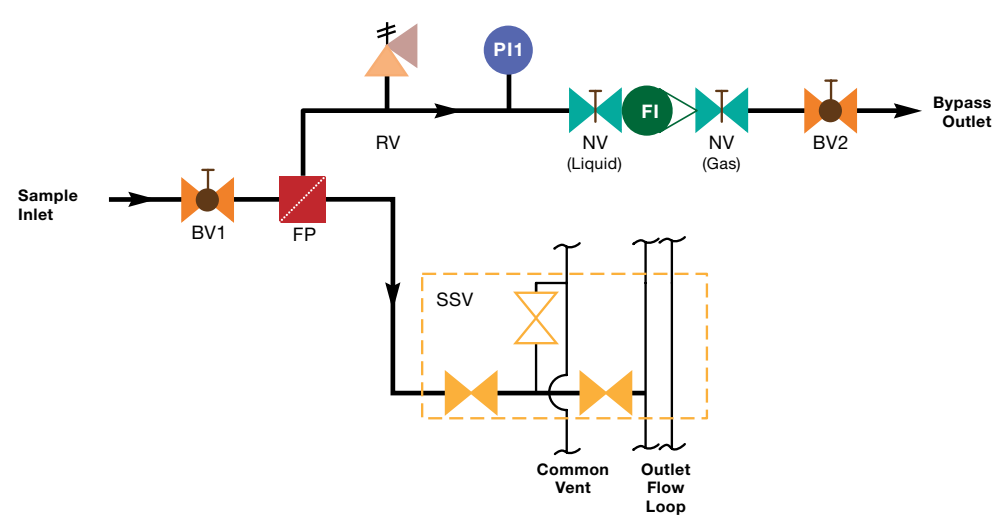 PI1
FI
Bypass
Outlet
RV
NV
(Liquid)
NV
(Gas)
BV2
Sample
Inlet
BV1
FP
SSV
Common
Vent
Outlet
Flow
Loop